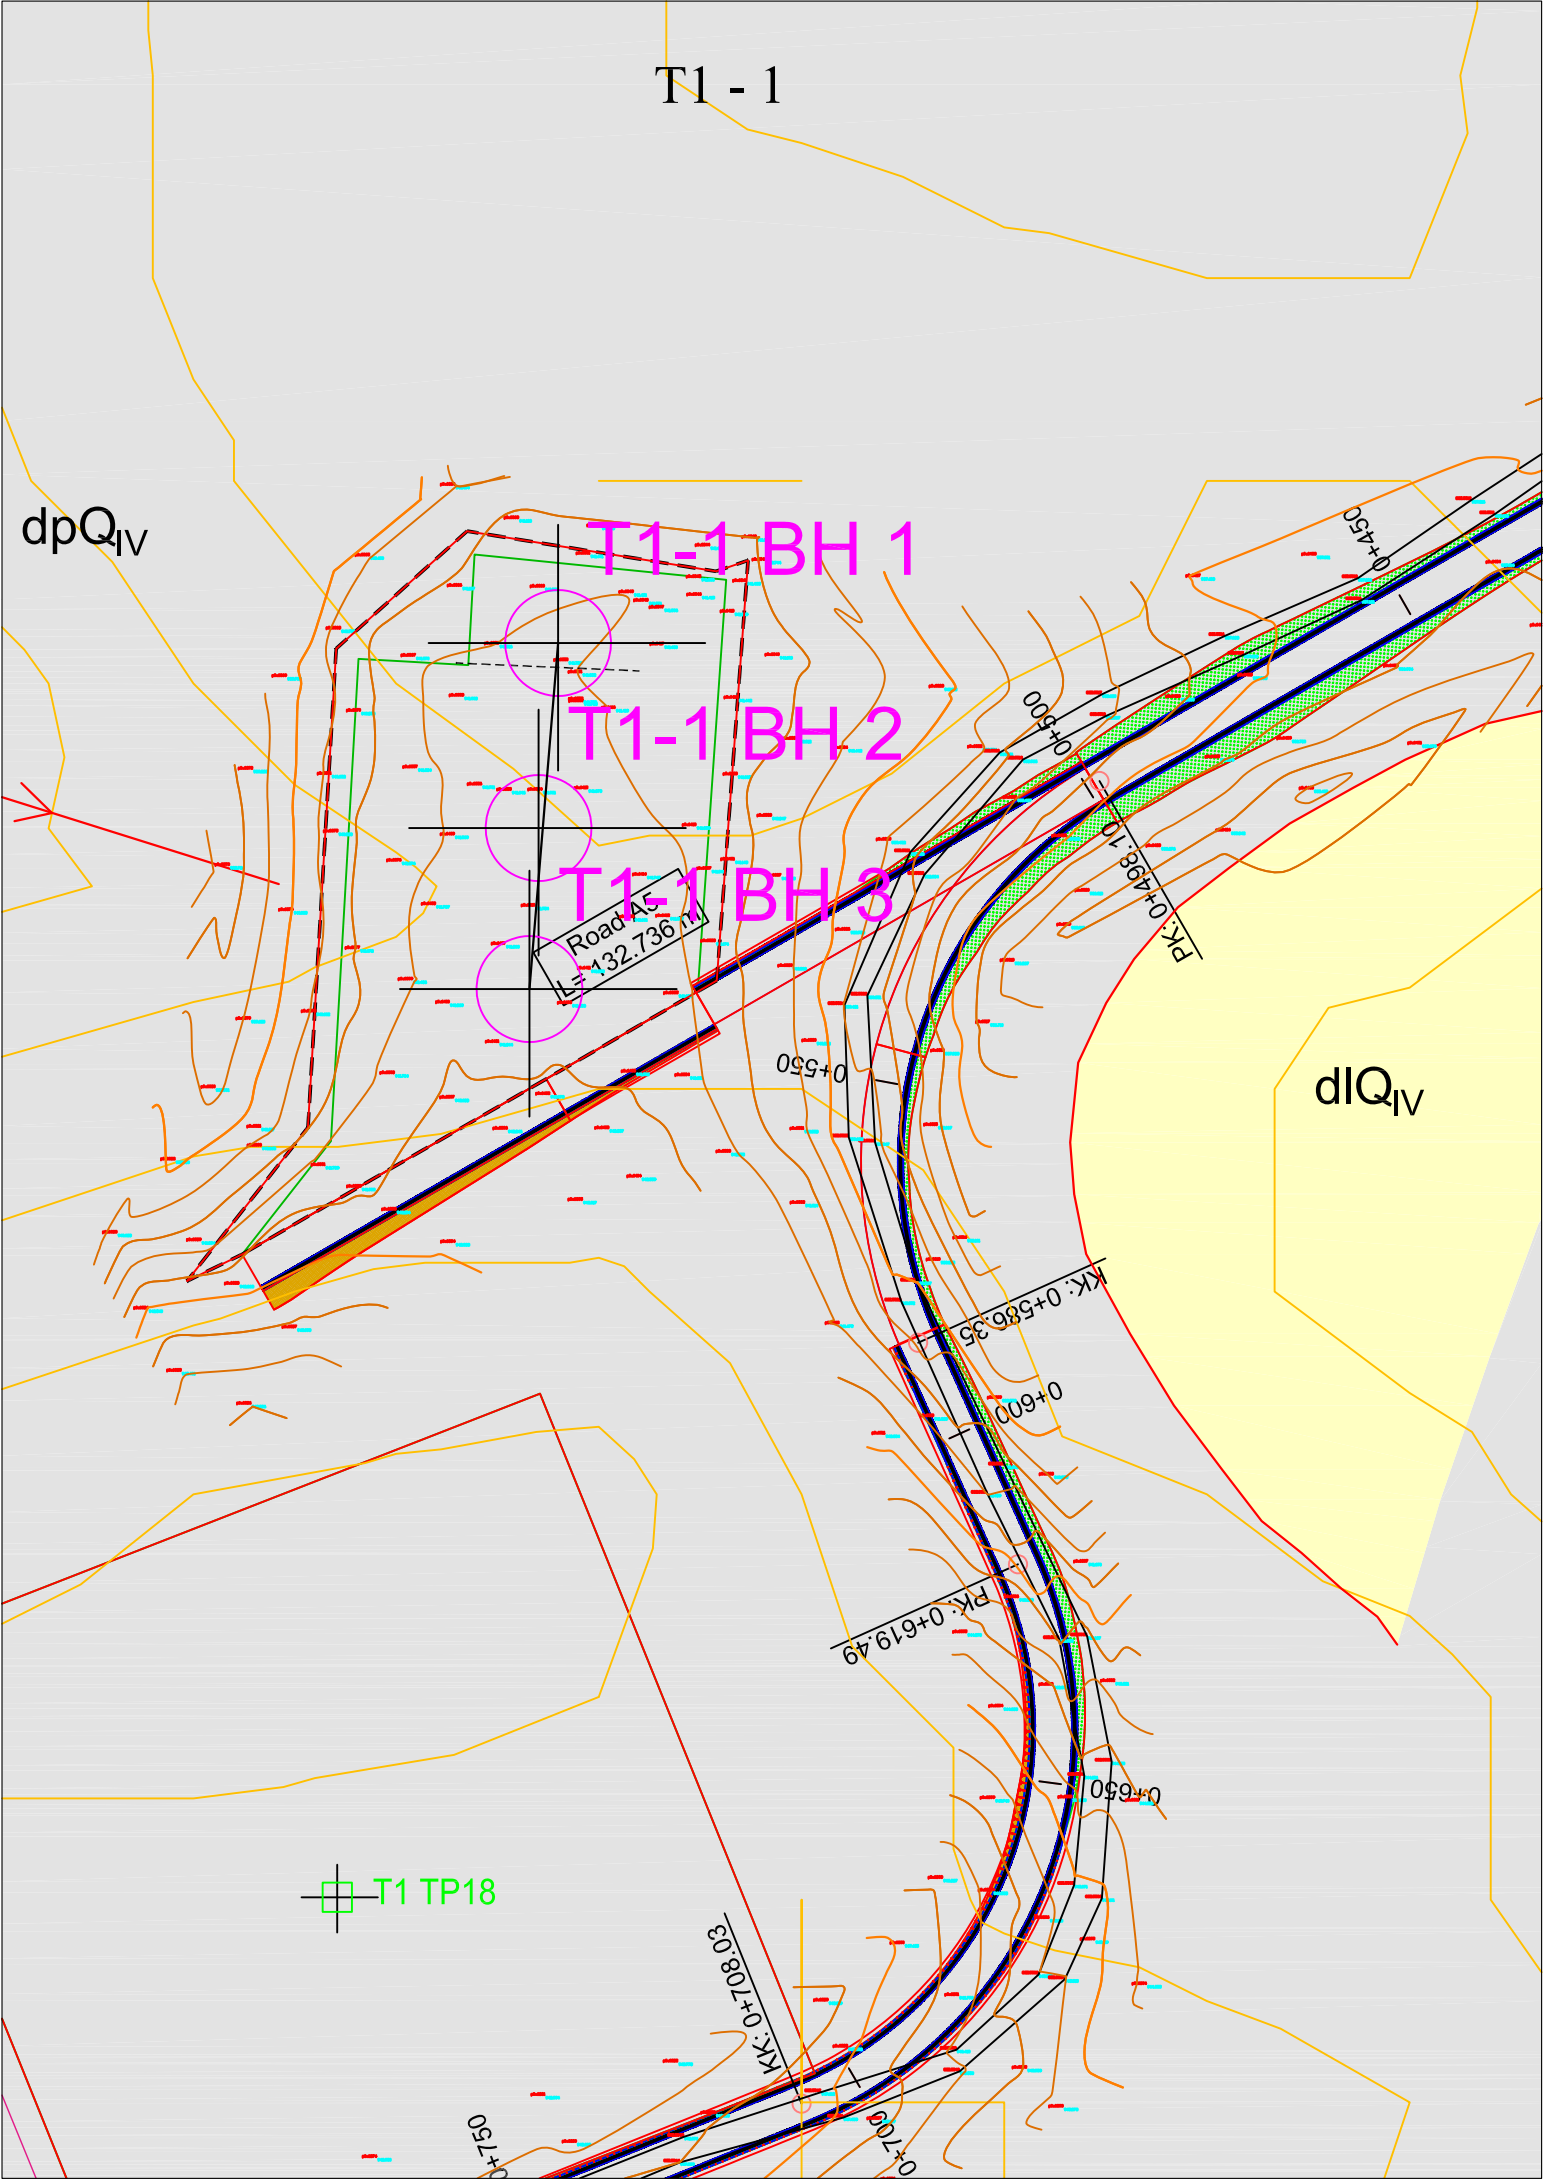 T1 - 1
dpQIV
T1-1 BH 1
0+450
T1-1 BH 2
0+500
T1-1 BH 3
Road A5
L= 132.736 m
PK: 0+498.10
0+550
dlQIV
KK: 0+586.35
0+600
PK: 0+619.49
0+650
T1 TP18
KK: 0+708.03
0+700
0+750